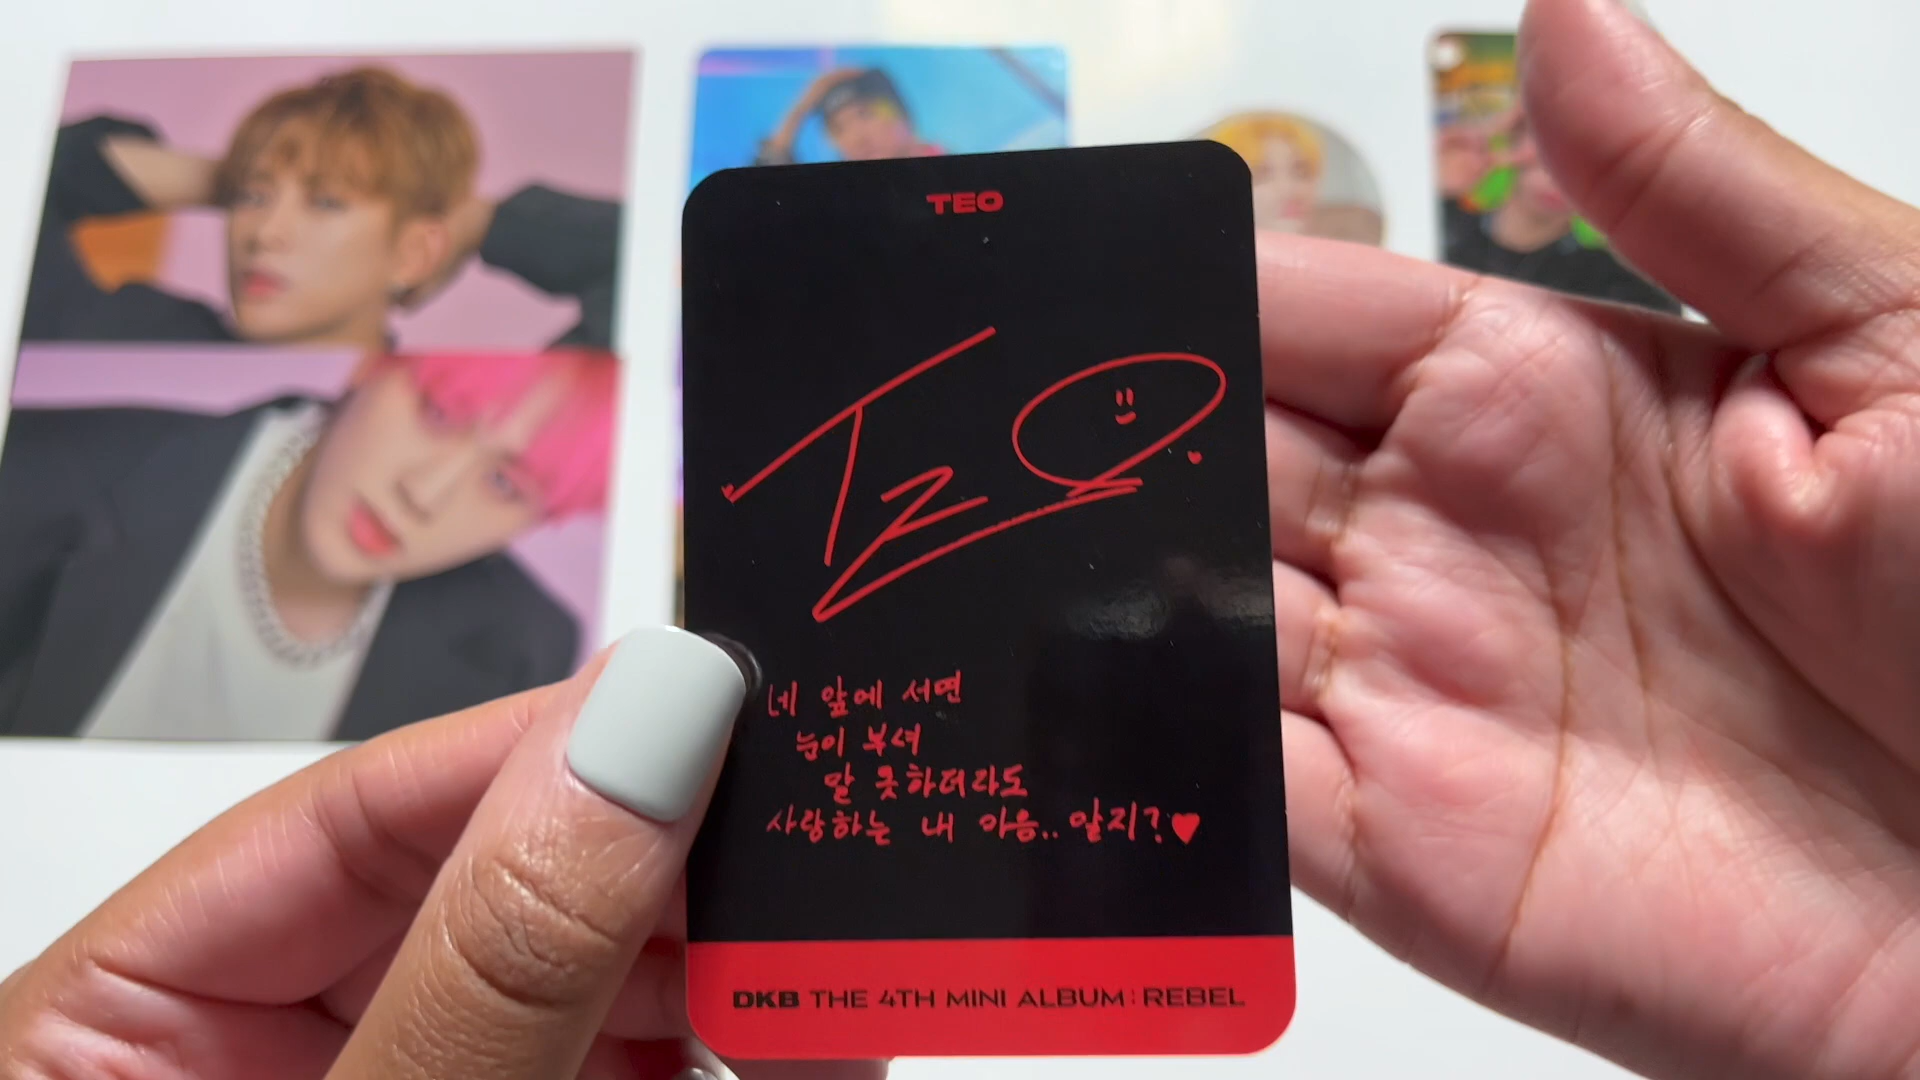 TEO
TEO
네 앞에 서면
눈이 부셔
말 못하더라도
사랑하는 내 마음.. 알지?♥
DKB THE 4TH MINI ALBUM : REBEL